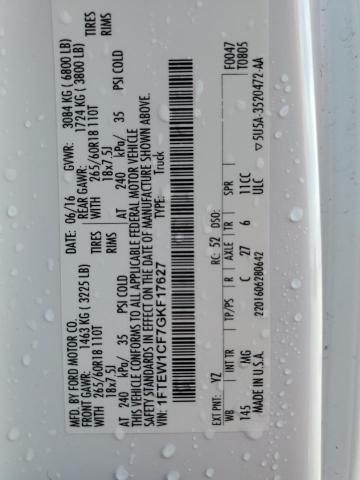 MFD. BY FORD MOTOR CO.
DATE: 06/16 GVWR: 3084 KG ( 6800 LB)
FRONT GAWR: 1463 KG ( 3225 LB) REAR GAWR: 1724 KG ( 3800 LB)
WITH 265/60R18 110T TIRES WITH 265/60R18 110T TIRES
18x7.5J RIMS 18x7.5J RIMS
AT 240 kPa/ 35 PSI COLD AT 240 kPa/ 35 PSI COLD
THIS VEHICLE CONFORMS TO ALL APPLICABLE FEDERAL MOTOR VEHICLE
SAFETY STANDARDS IN EFFECT ON THE DATE OF MANUFACTURE SHOWN ABOVE.
VIN: 1FTEW1CF7GKF17627 TYPE: Truck
F0047
T0805
EXT PNT: YZ RC: 52 DSO:
WB INT TR TP/PS R AXLE TR SPR
145 MG C 27 6 11CC
ULC
▽ 5U5A-3520472-AA
MADE IN U.S.A. 2201606280642